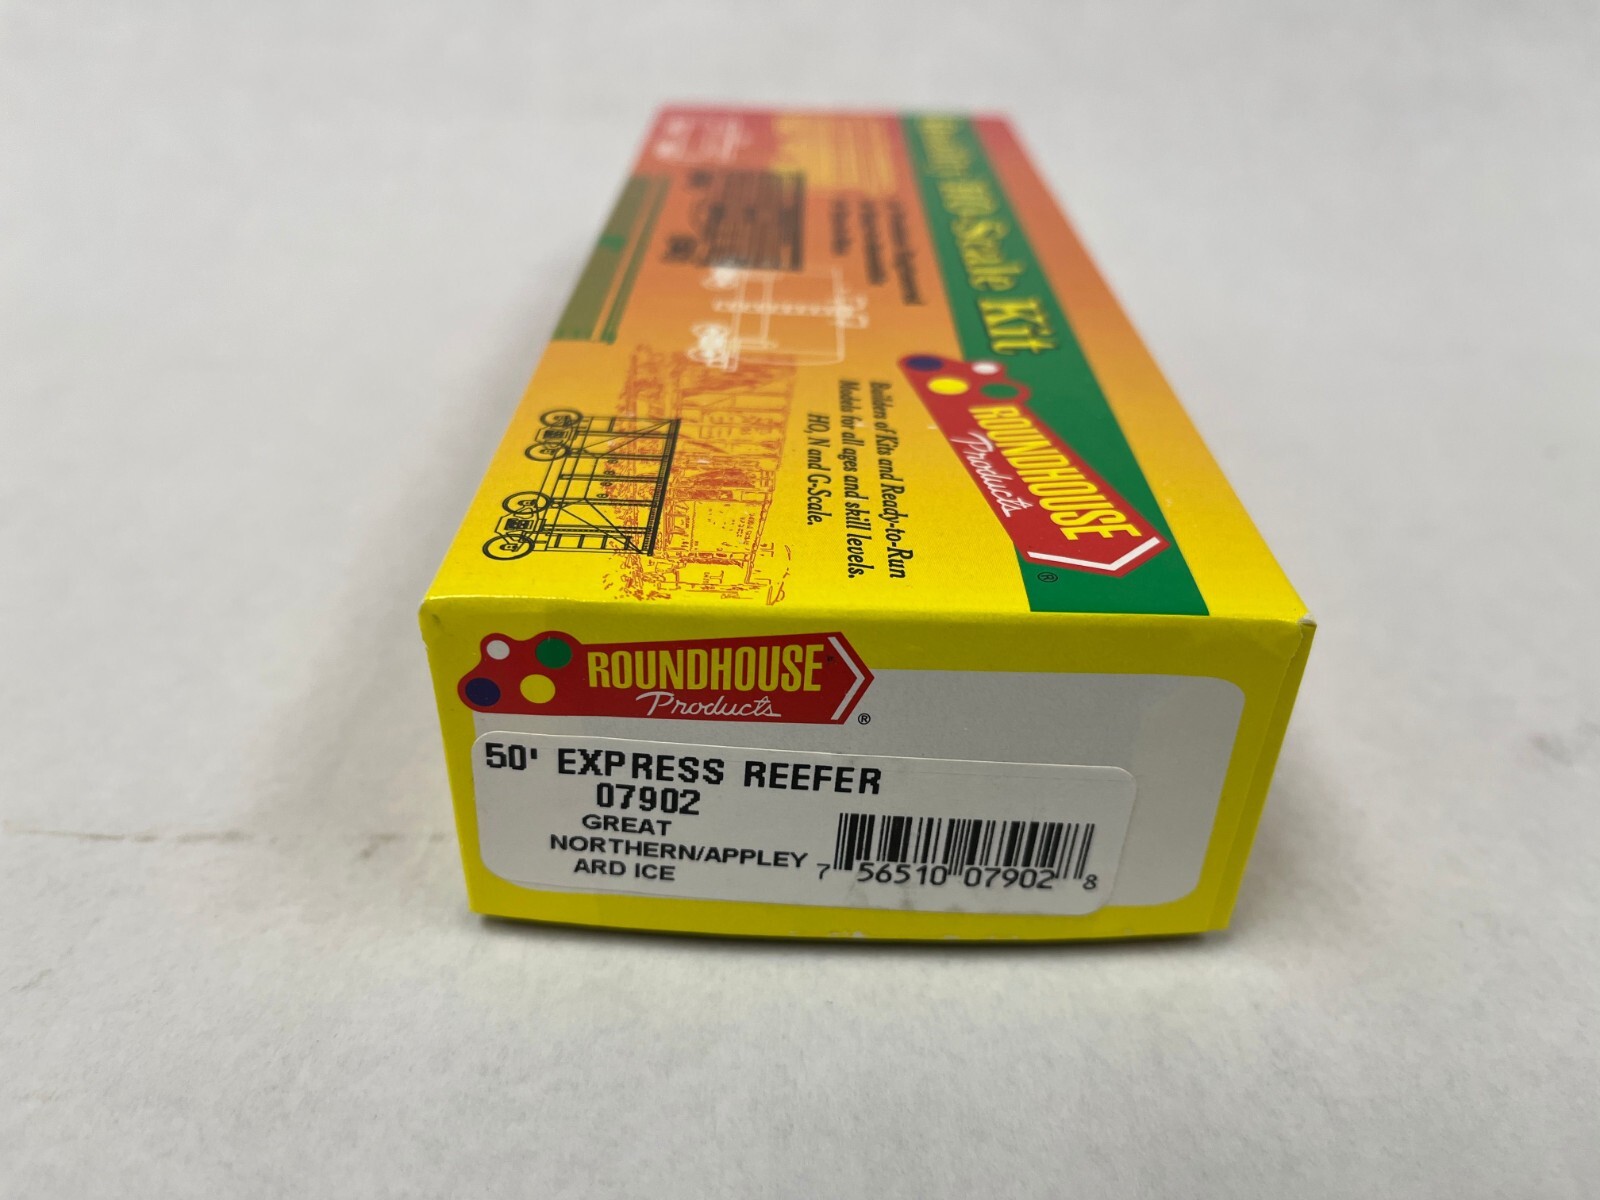 HO-Scale Kit
ROUNDHOUSE
Products
®
Builders of Kits and Ready-to-Run
Models for all ages and skill levels.
HO, N and G-Scale.
ROUNDHOUSE
Products
®
50' EXPRESS REEFER
07902
GREAT
NORTHERN/APPLEY
ARD ICE
7 56510 07902 8